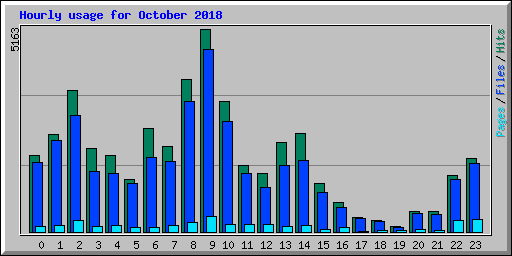 Hourly usage for October 2018
5163
Pages/Files/Hits
0 1 2 3 4 5 6 7 8 9 10 11 12 13 14 15 16 17 18 19 20 21 22 23